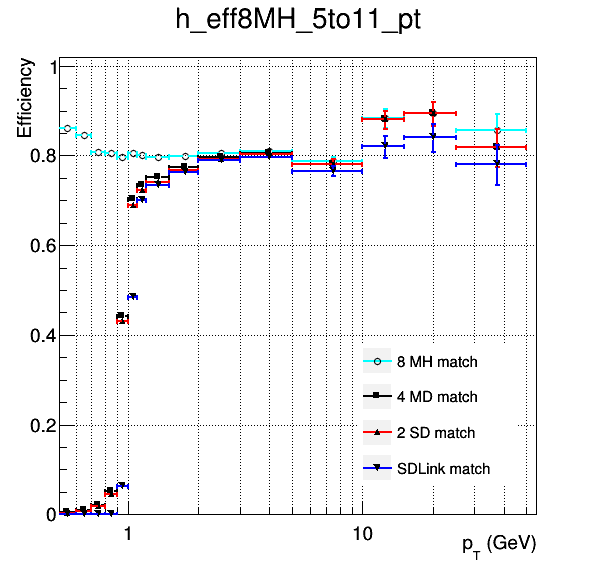 h_eff8MH_5to11_pt
Efficiency
1
0.8
0.6
0.4
0.2
0
8 MH match
4 MD match
2 SD match
SDLink match
1
10
p_T (GeV)